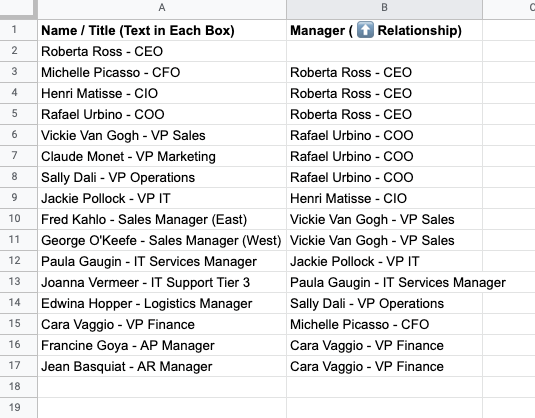 A B C
1 Name / Title (Text in Each Box) Manager ( ⬆️ Relationship)
2 Roberta Ross - CEO
3 Michelle Picasso - CFO Roberta Ross - CEO
4 Henri Matisse - CIO Roberta Ross - CEO
5 Rafael Urbino - COO Roberta Ross - CEO
6 Vickie Van Gogh - VP Sales Rafael Urbino - COO
7 Claude Monet - VP Marketing Rafael Urbino - COO
8 Sally Dali - VP Operations Rafael Urbino - COO
9 Jackie Pollock - VP IT Henri Matisse - CIO
10 Fred Kahlo - Sales Manager (East) Vickie Van Gogh - VP Sales
11 George O'Keefe - Sales Manager (West) Vickie Van Gogh - VP Sales
12 Paula Gaugin - IT Services Manager Jackie Pollock - VP IT
13 Joanna Vermeer - IT Support Tier 3 Paula Gaugin - IT Services Manager
14 Edwina Hopper - Logistics Manager Sally Dali - VP Operations
15 Cara Vaggio - VP Finance Michelle Picasso - CFO
16 Francine Goya - AP Manager Cara Vaggio - VP Finance
17 Jean Basquiat - AR Manager Cara Vaggio - VP Finance
18
19